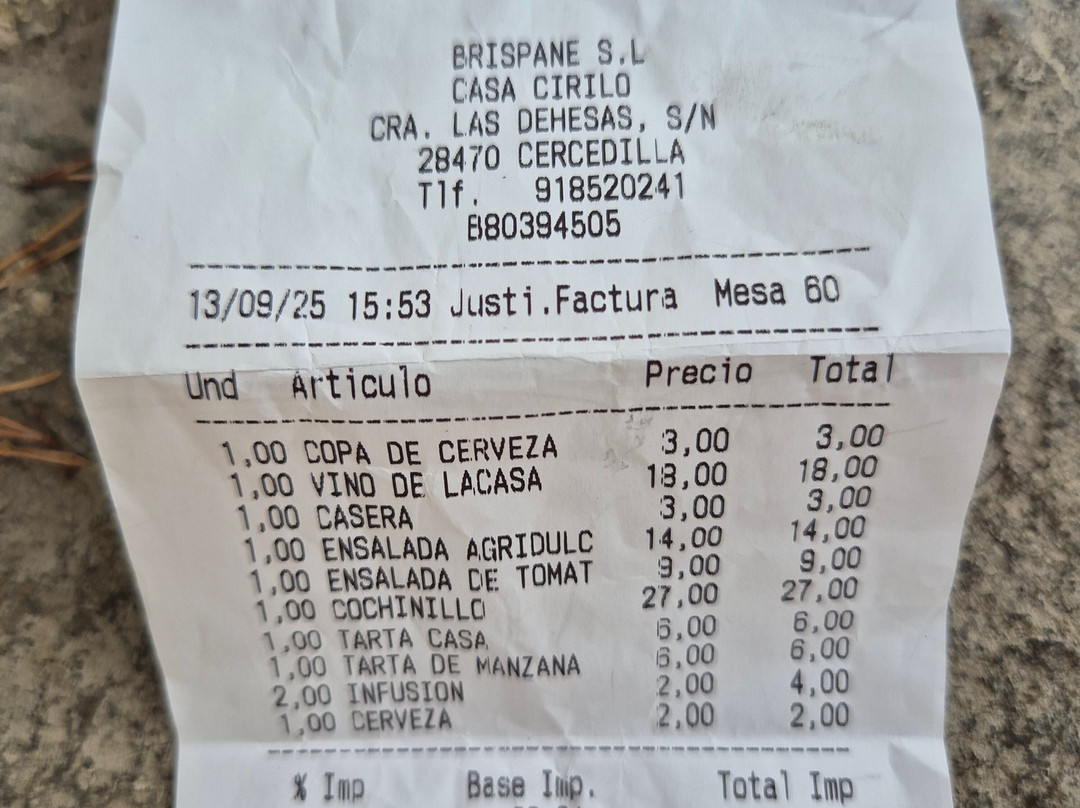 BRISPANE S.L
CASA CIRILO
CRA. LAS DEHESAS, S/N
28470 CERCEDILLA
Tlf. 918520241
B80394505
13/09/25 15:53 Justi.Factura Mesa 60
Und Articulo Precio Total
1,00 COPA DE CERVEZA 3,00 3,00
1,00 VINO DE LACASA 18,00 18,00
1,00 CASERA 3,00 3,00
1,00 ENSALADA AGRIDULC 14,00 14,00
1,00 ENSALADA DE TOMAT 9,00 9,00
1,00 COCHINILLO 27,00 27,00
1,00 TARTA CASA 6,00 6,00
1,00 TARTA DE MANZANA 6,00 6,00
2,00 INFUSION 2,00 4,00
1,00 CERVEZA 2,00 2,00
% Imp Base Imp. Total Imp